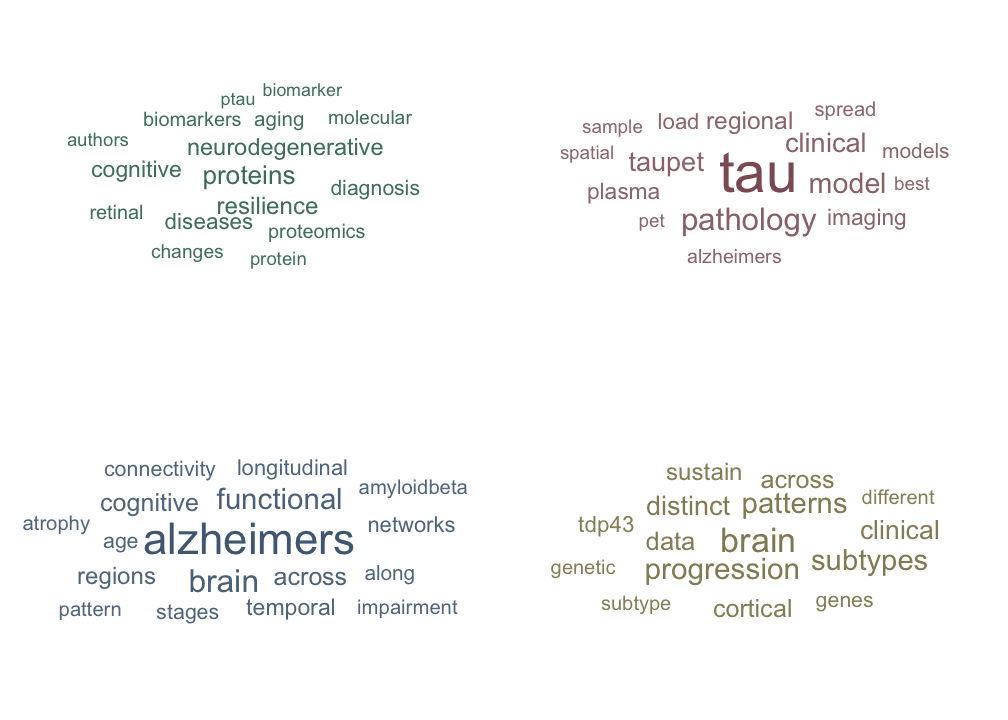 ptau biomarker
biomarkers aging molecular
authors
neurodegenerative
cognitive proteins
diagnosis
resilience
retinal diseases
proteomics
changes protein
spread
sample load regional
clinical
spatial taupet tau models
plasma model best
pet pathology imaging
alzheimers
connectivity longitudinal
cognitive functional amyloidbeta
atrophy networks
age alzheimers
regions brain across along
pattern stages temporal impairment
sustain across
distinct patterns different
tdp43 clinical
data brain
genetic progression subtypes
subtype cortical genes